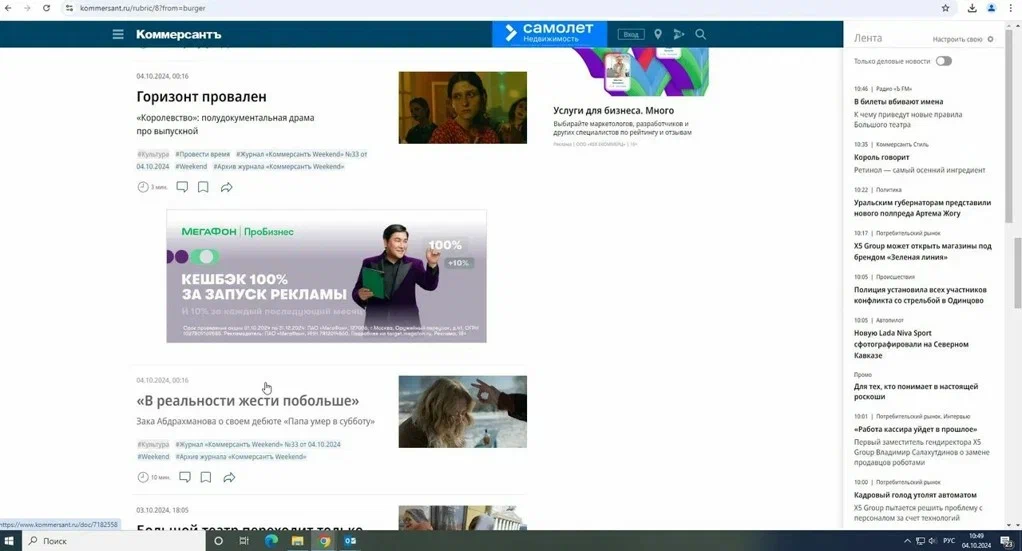 kommersant.ru/rubric/8?from=burger
Коммерсантъ
самолет
Недвижимость
Вход
04.10.2024, 00:16
Горизонт провален
«Королевство»: полудокументальная драма
про выпускной
#Культура #Провести время #Журнал «Коммерсантъ Weekend» №33 от
04.10.2024 #Weekend #Архив журнала «Коммерсантъ Weekend»
3 мин.
МЕГАФОН | ПроБизнес
100%
+10%
КЕШБЭК 100%
ЗА ЗАПУСК РЕКЛАМЫ
И 10% за каждый последующий месяц
04.10.2024, 00:16
«В реальности жести побольше»
Зака Абдрахманова о своем дебюте «Папа умер в субботу»
#Культура #Журнал «Коммерсантъ Weekend» №33 от 04.10.2024
#Weekend #Архив журнала «Коммерсантъ Weekend»
10 мин.
03.10.2024, 18:05
Большой театр переходит только
Услуги для бизнеса. Много
Выбирайте маркетологов, разработчиков и
других специалистов по рейтингу и отзывам
Лента
Настроить свою
Только деловые новости
10:46 | Радио «Ъ FM»
В билеты вбивают имена
К чему приведут новые правила
Большого театра
10:35 | Коммерсантъ Стиль
Король говорит
Ретинол — самый осенний ингредиент
10:22 | Политика
Уральским губернаторам представили
нового полпреда Артема Жогу
10:17 | Потребительский рынок
X5 Group может открыть магазины под
брендом «Зеленая линия»
10:05 | Происшествия
Полиция установила всех участников
конфликта со стрельбой в Одинцово
10:05 | Автопилот
Новую Lada Niva Sport
сфотографировали на Северном
Кавказе
Промо
Для тех, кто понимает в настоящей
роскоши
10:01 | Потребительский рынок, Интервью
«Работа кассира уйдет в прошлое»
Первый заместитель гендиректора X5
Group Владимир Салахутдинов о замене
продавцов роботами
10:00 | Потребительский рынок
Кадровый голод утолят автоматом
X5 Group пытается решить проблему с
персоналом за счет технологий
https://www.kommersant.ru/doc/7182558
Поиск
РУС
10:49
04.10.2024
23